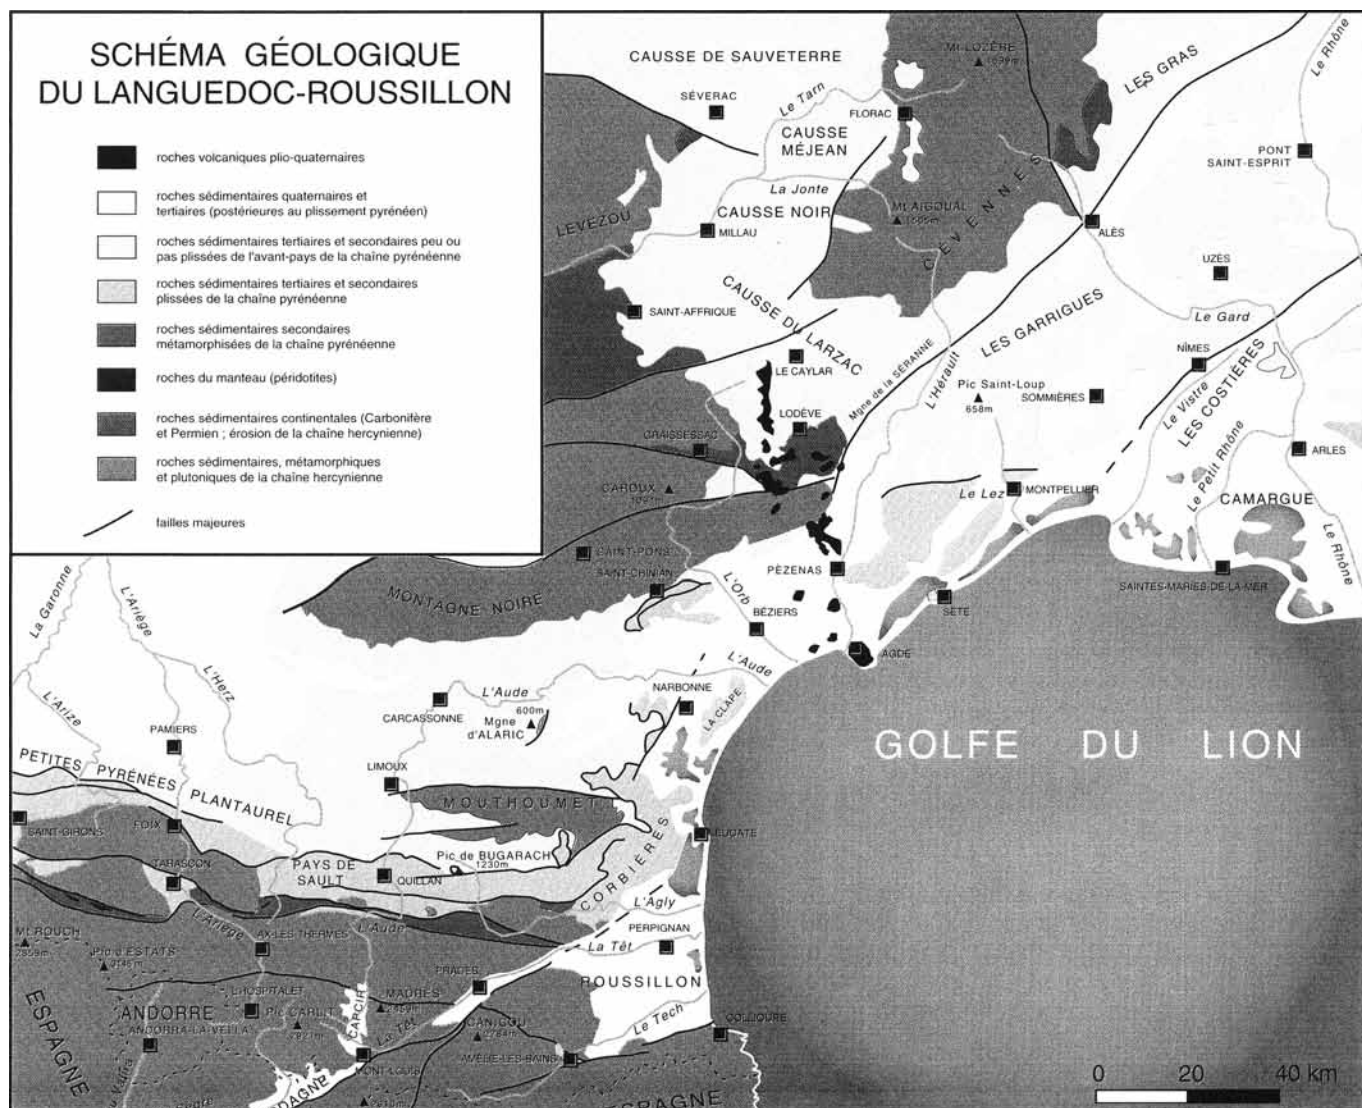 SCHÉMA GÉOLOGIQUE
DU LANGUEDOC-ROUSSILLON
roches volcaniques plio-quaternaires
roches sédimentaires quaternaires et
tertiaires (postérieures au plissement pyrénéen)
roches sédimentaires tertiaires et secondaires peu ou
pas plissées de l'avant-pays de la chaîne pyrénéenne
roches sédimentaires tertiaires et secondaires
plissées de la chaîne pyrénéenne
roches sédimentaires secondaires
métamorphisées de la chaîne pyrénéenne
roches du manteau (péridotites)
roches sédimentaires continentales (Carbonifère
et Permien ; érosion de la chaîne hercynienne)
roches sédimentaires, métamorphiques
et plutoniques de la chaîne hercynienne
failles majeures
CAUSSE DE SAUVETERRE
Mt LOZÈRE
1699m
LES GRAS
Le Rhône
SÉVERAC
Le Tarn
FLORAC
CAUSSE
MÉJEAN
PONT
SAINT-ESPRIT
La Jonte
LEVÉZOU
CAUSSE NOIR
MILLAU
Mt AIGOUAL
CÉVENNES
ALÈS
UZÈS
SAINT-AFFRIQUE
CAUSSE DU LARZAC
LES GARRIGUES
Le Gard
LE CAYLAR
Mgne de la SÉRANNE
L'Hérault
NÎMES
Pic Saint-Loup
658m
SOMMIÈRES
Le Vistre
LES COSTIÈRES
LODÈVE
GRAISSESSAC
Le Petit Rhône
ARLES
CAROUX
1091m
Le Lez
MONTPELLIER
CAMARGUE
Le Rhône
SAINT-PONS
SAINT-CHINIAN
PÈZENAS
SAINTES-MARIES-DE-LA-MER
MONTAGNE NOIRE
L'Orb
BÉZIERS
SÈTE
La Garonne
L'Ariège
AGDE
L'Herz
L'Aude
L'Aude
L'Arize
NARBONNE
LA CLAPE
CARCASSONNE
600m
Mgne
d'ALARIC
PAMIERS
GOLFE DU LION
PETITES PYRÉNÉES
PLANTAUREL
LIMOUX
MOUTHOUMET
SAINT-GIRONS
FOIX
LEUCATE
TARASCON
PAYS DE
SAULT
Pic de BUGARACH
1230m
QUILLAN
CORBIÈRES
L'Agly
L'Ariège
L'Aude
AX-LES-THERMES
PERPIGNAN
La Têt
Mt ROUCH
2858m
Pic d'ESTATS
PRADES
ROUSSILLON
L'HOSPITALET
MADRÈS
ANDORRE
Pic CARLIT
CAPCIR
La Têt
CANIGOU
2784m
Le Tech
COLLIOURE
ANDORRA-LA-VELLA
ESPAGNE
AMÉLIE-LES-BAINS
MONT-LOUIS
ESPAGNE
0 20 40 km